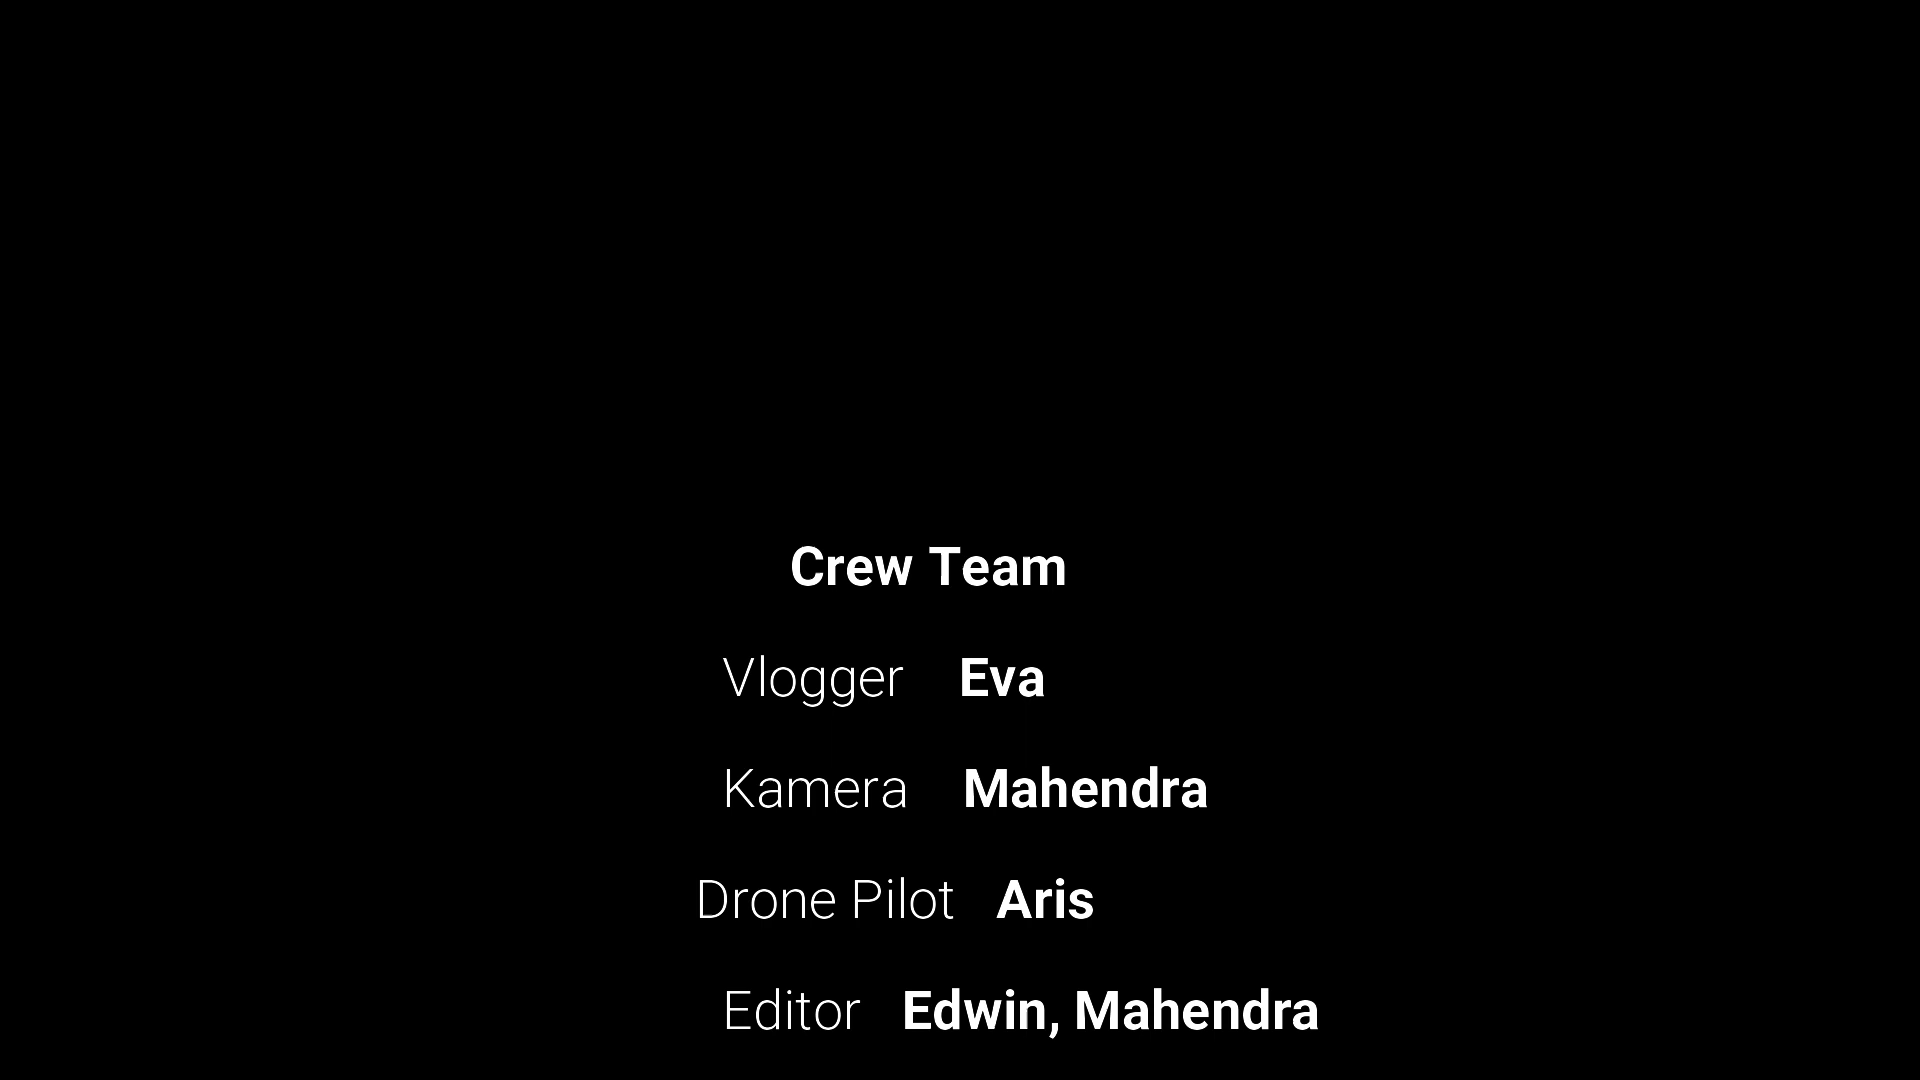 Crew Team
Vlogger Eva
Kamera Mahendra
Drone Pilot Aris
Editor Edwin, Mahendra